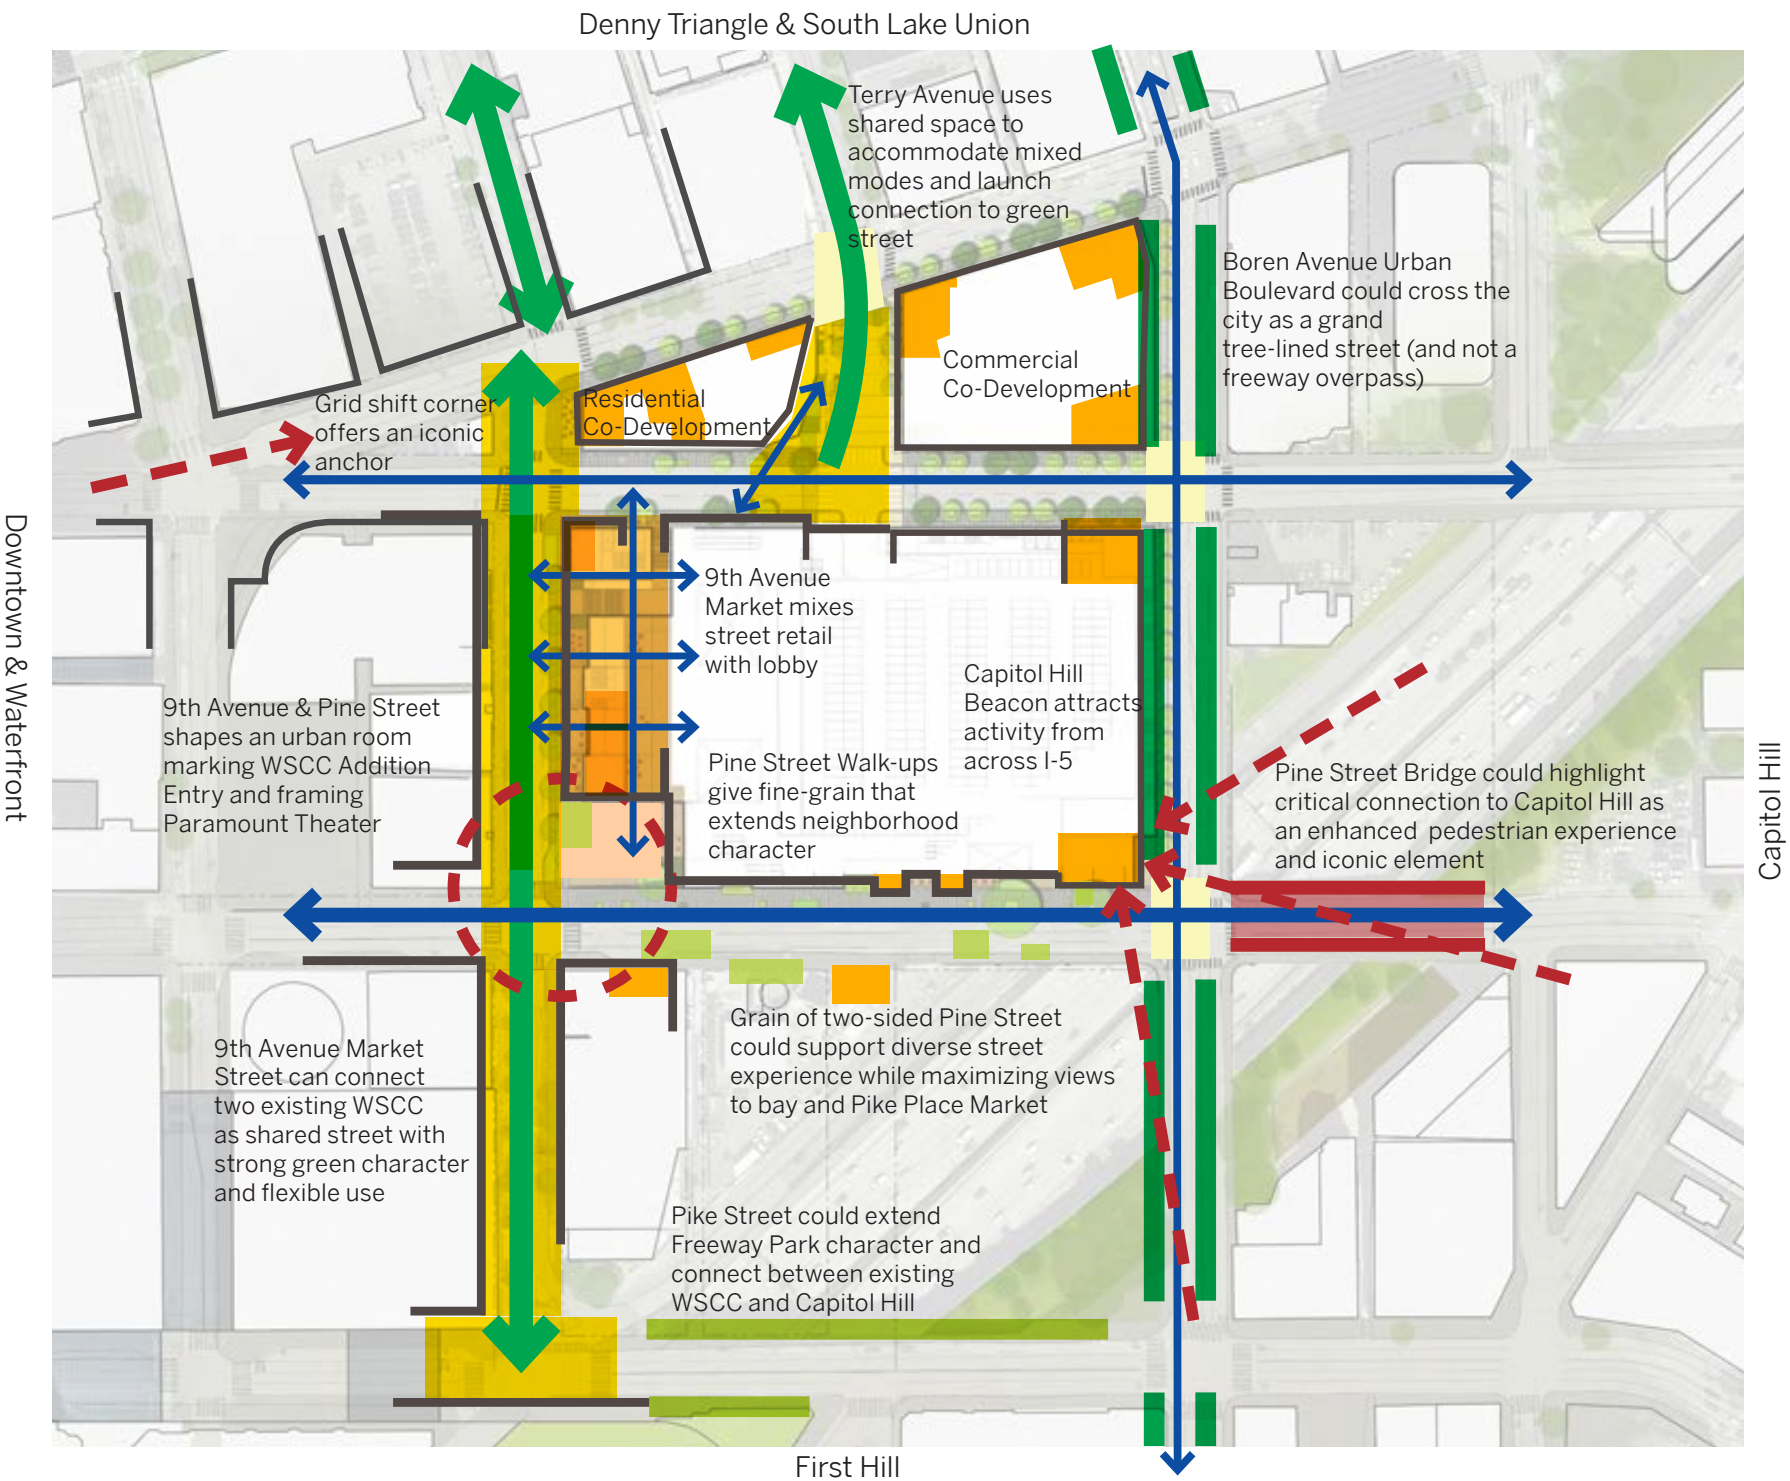 Denny Triangle & South Lake Union
Terry Avenue uses
shared space to
accommodate mixed
modes and launch
connection to green
street
Boren Avenue Urban
Boulevard could cross the
city as a grand
tree-lined street (and not a
freeway overpass)
Commercial
Co-Development
Residential
Co-Development
Grid shift corner
offers an iconic
anchor
Downtown & Waterfront
9th Avenue
Market mixes
street retail
with lobby
Capitol Hill
Beacon attracts
activity from
across I-5
9th Avenue & Pine Street
shapes an urban room
marking WSCC Addition
Entry and framing
Paramount Theater
Pine Street Walk-ups
give fine-grain that
extends neighborhood
character
Pine Street Bridge could highlight
critical connection to Capitol Hill as
an enhanced pedestrian experience
and iconic element
Capitol Hill
Grain of two-sided Pine Street
could support diverse street
experience while maximizing views
to bay and Pike Place Market
9th Avenue Market
Street can connect
two existing WSCC
as shared street with
strong green character
and flexible use
Pike Street could extend
Freeway Park character and
connect between existing
WSCC and Capitol Hill
First Hill